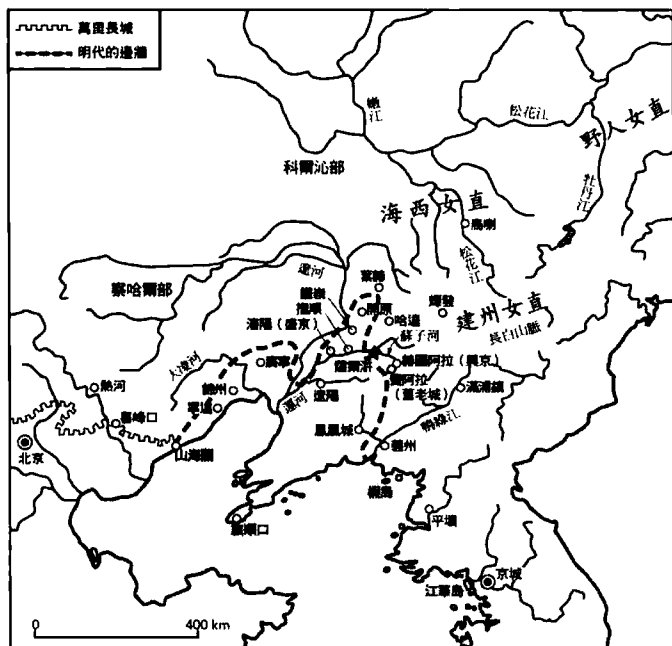 萬里長城
明代的邊牆
嫩江
松花江
野人女直
科爾沁部
牡丹江
海西女直
烏喇
松花江
遼河
葉赫
察哈爾部
鐵嶺
撫順
開原
輝發
建州女直
瀋陽（盛京）
哈達
蘇子河
長白山脈
大凌河
廣寧
薩爾滸
赫圖阿拉（興京）
熱河
錦州
遼陽
費阿拉
（舊老城）
滿浦鎮
寧遠
遼河
喜峰口
鴨綠江
北京
鳳凰城
義州
山海關
椵島
旅順口
平壤
京城
江華島
0
400 km